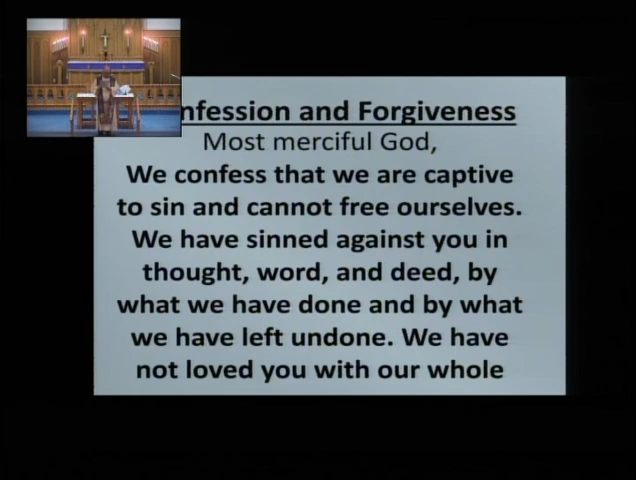 nfession and Forgiveness
Most merciful God,
We confess that we are captive
to sin and cannot free ourselves.
We have sinned against you in
thought, word, and deed, by
what we have done and by what
we have left undone. We have
not loved you with our whole